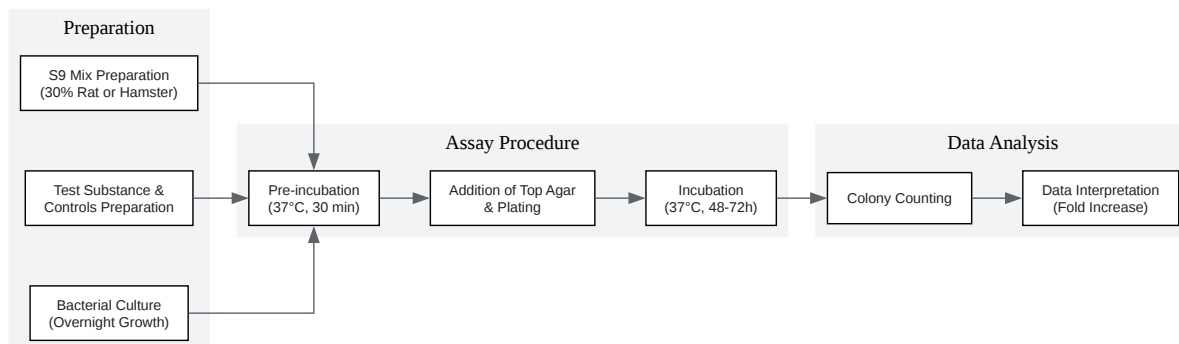 Preparation
S9 Mix Preparation
(30% Rat or Hamster)
Test Substance &
Controls Preparation
Bacterial Culture
(Overnight Growth)
Assay Procedure
Pre-incubation
(37°C, 30 min)
Addition of Top Agar
& Plating
Incubation
(37°C, 48-72h)
Data Analysis
Colony Counting
Data Interpretation
(Fold Increase)